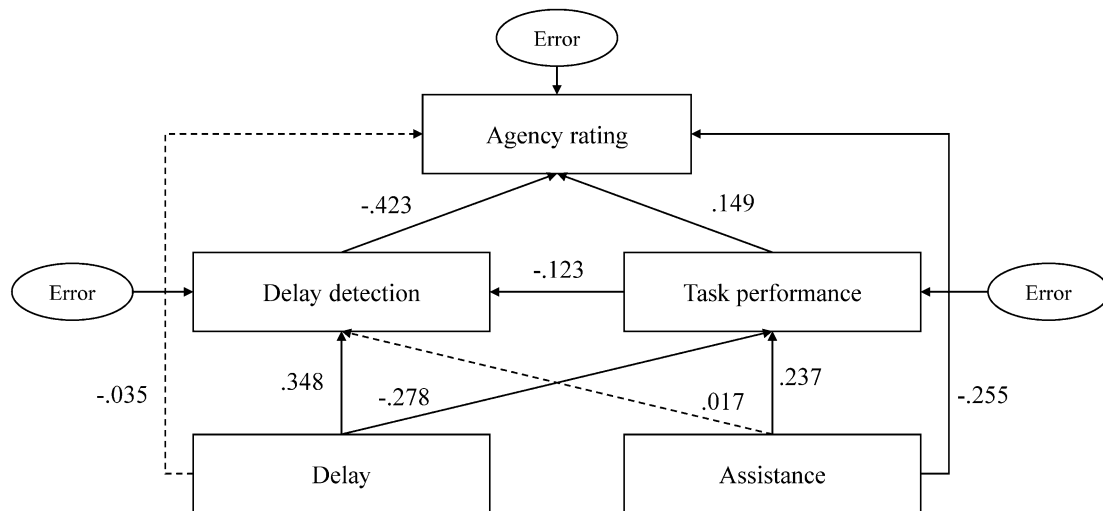 Error
Agency rating
-.423
.149
-.123
Error
Delay detection
Task performance
Error
-.035
.348
-.278
.017
.237
-.255
Delay
Assistance